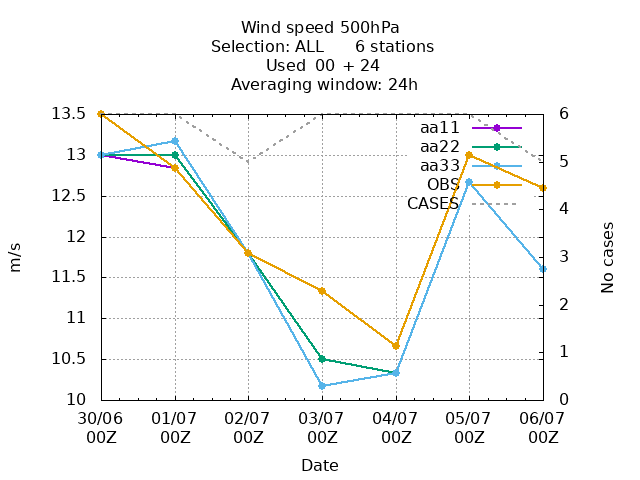 Wind speed 500hPa
Selection: ALL 6 stations
Used 00 + 24
Averaging window: 24h
13.5
13
12.5
12
11.5
11
10.5
10
6
5
4
3
2
1
0
aa11
aa22
aa33
OBS
CASES
m/s
No cases
30/06 01/07 02/07 03/07 04/07 05/07 06/07
00Z 00Z 00Z 00Z 00Z 00Z 00Z
Date